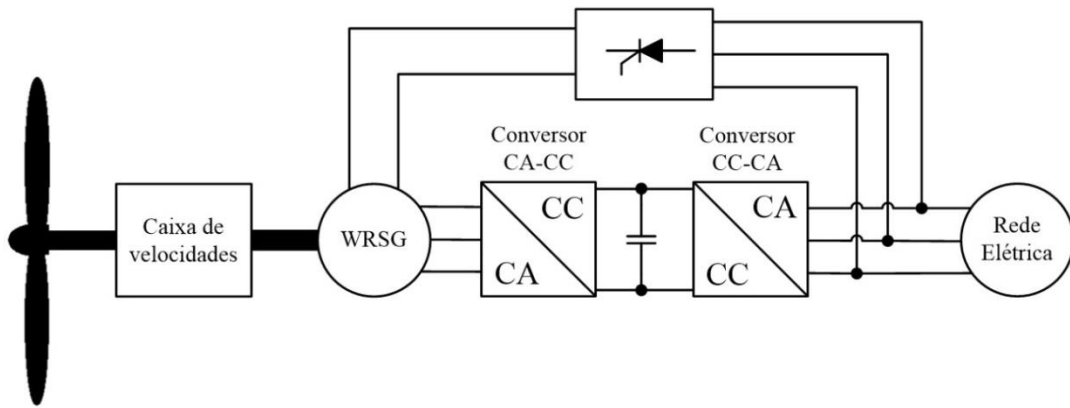 Conversor
CA-CC
Conversor
CC-CA
Caixa de
velocidades
WRSG
CC
CA
CA
CC
Rede
Elétrica